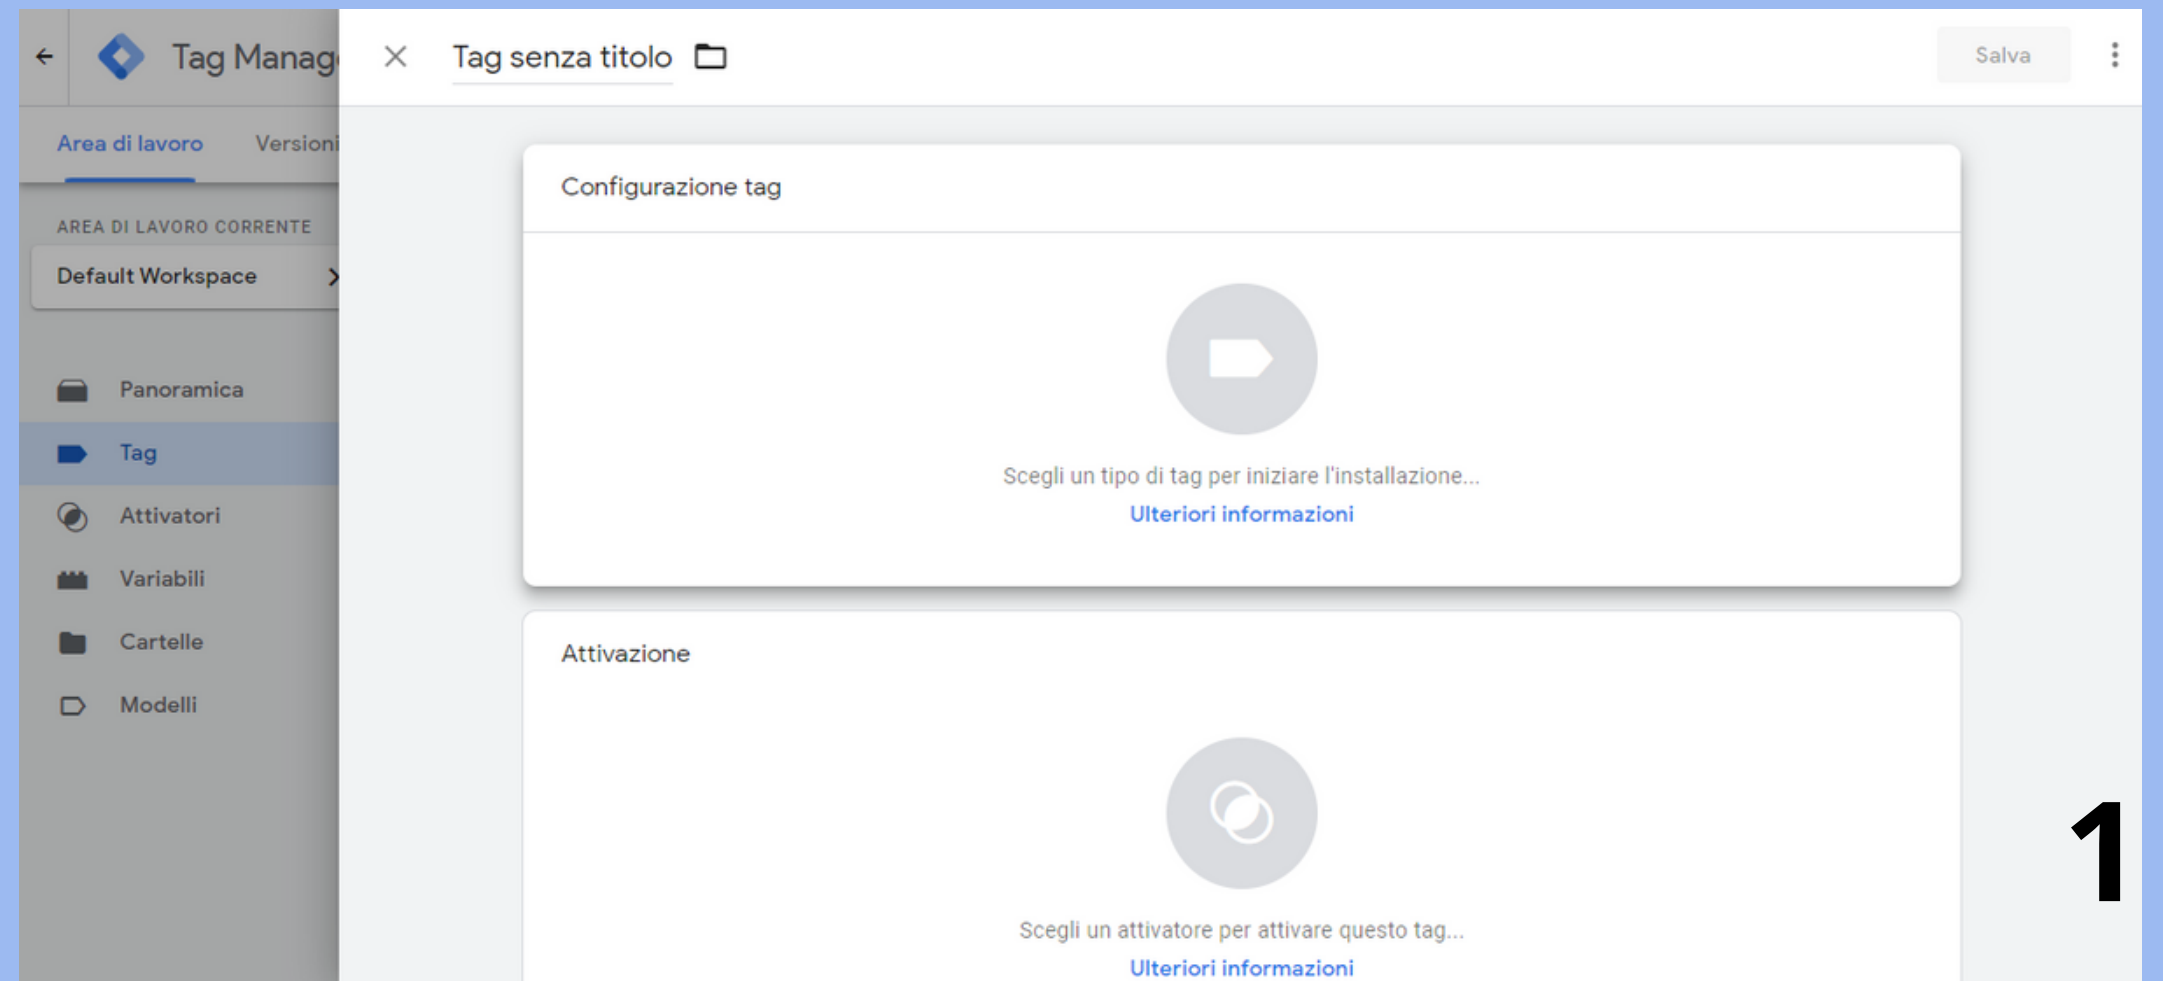 Tag Manag
Tag senza titolo
Salva
Area di lavoro
Versioni
AREA DI LAVORO CORRENTE
Default Workspace
Panoramica
Tag
Attivatori
Variabili
Cartelle
Modelli
Configurazione tag
Scegli un tipo di tag per iniziare l'installazione...
Ulteriori informazioni
Attivazione
Scegli un attivatore per attivare questo tag...
Ulteriori informazioni
1